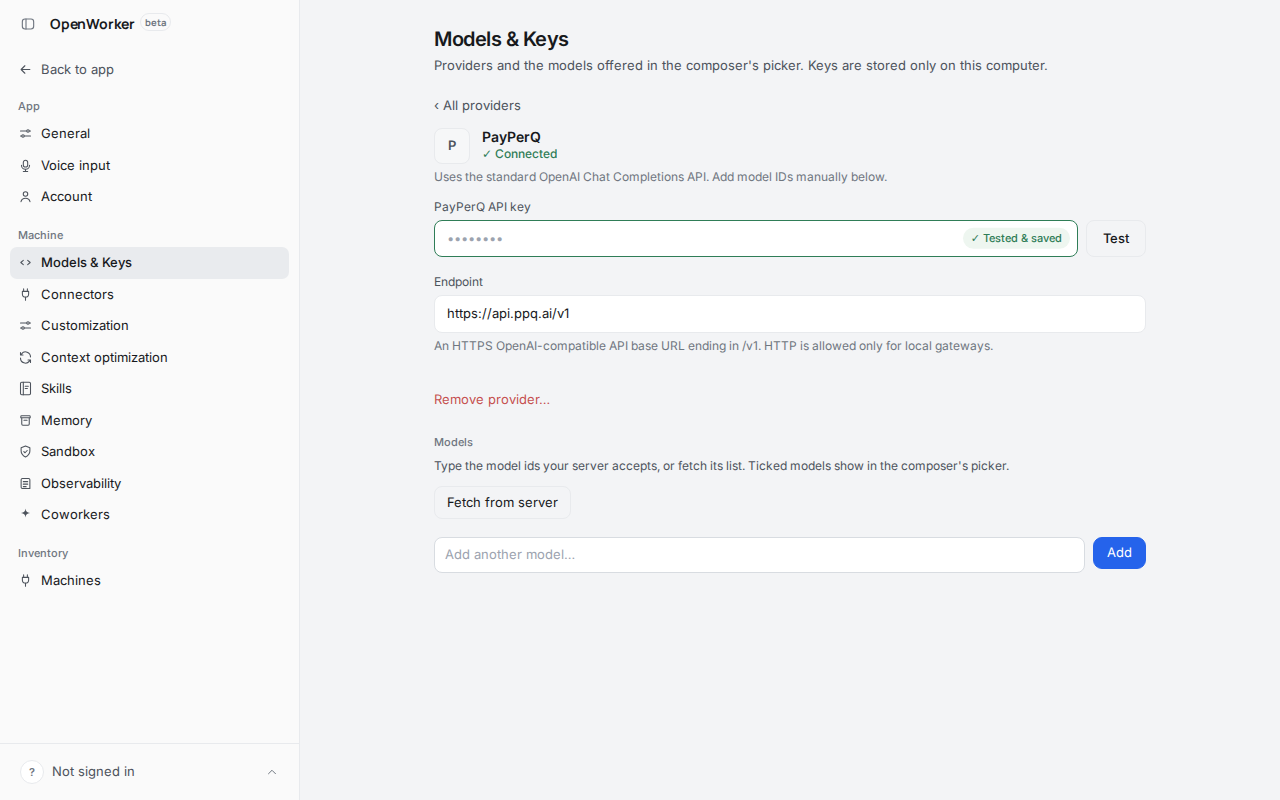 OpenWorker beta
Back to app
App
General
Voice input
Account
Machine
Models & Keys
Connectors
Customization
Context optimization
Skills
Memory
Sandbox
Observability
Coworkers
Inventory
Machines
? Not signed in
Models & Keys
Providers and the models offered in the composer's picker. Keys are stored only on this computer.
‹ All providers
P
PayPerQ
✓ Connected
Uses the standard OpenAI Chat Completions API. Add model IDs manually below.
PayPerQ API key
•••••••• ✓ Tested & saved Test
Endpoint
https://api.ppq.ai/v1
An HTTPS OpenAI-compatible API base URL ending in /v1. HTTP is allowed only for local gateways.
Remove provider...
Models
Type the model ids your server accepts, or fetch its list. Ticked models show in the composer's picker.
Fetch from server
Add another model... Add